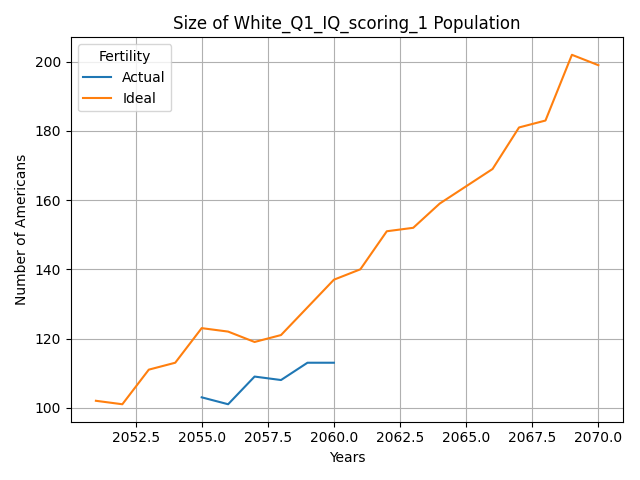 Size of White_Q1_IQ_scoring_1 Population
Fertility
Actual
Ideal
Number of Americans
200
180
160
140
120
100
2052.5 2055.0 2057.5 2060.0 2062.5 2065.0 2067.5 2070.0
Years